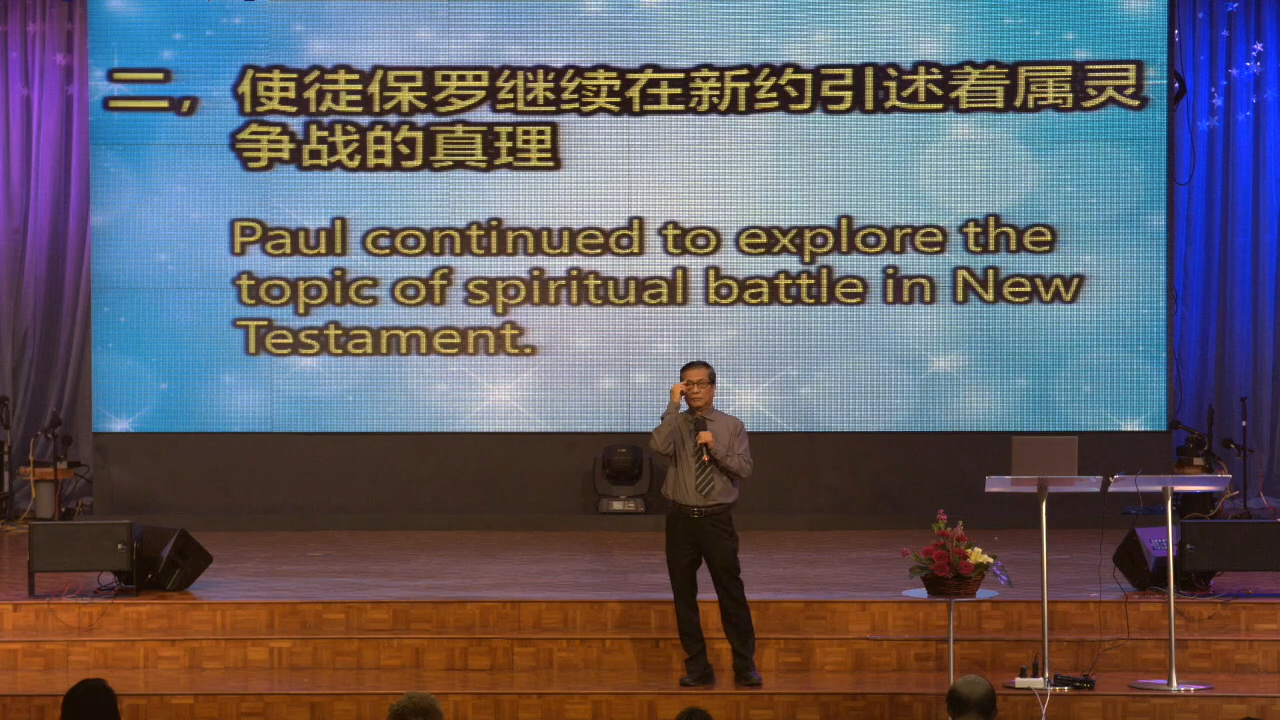 二，使徒保罗继续在新约引述着属灵
争战的真理
Paul continued to explore the
topic of spiritual battle in New
Testament.